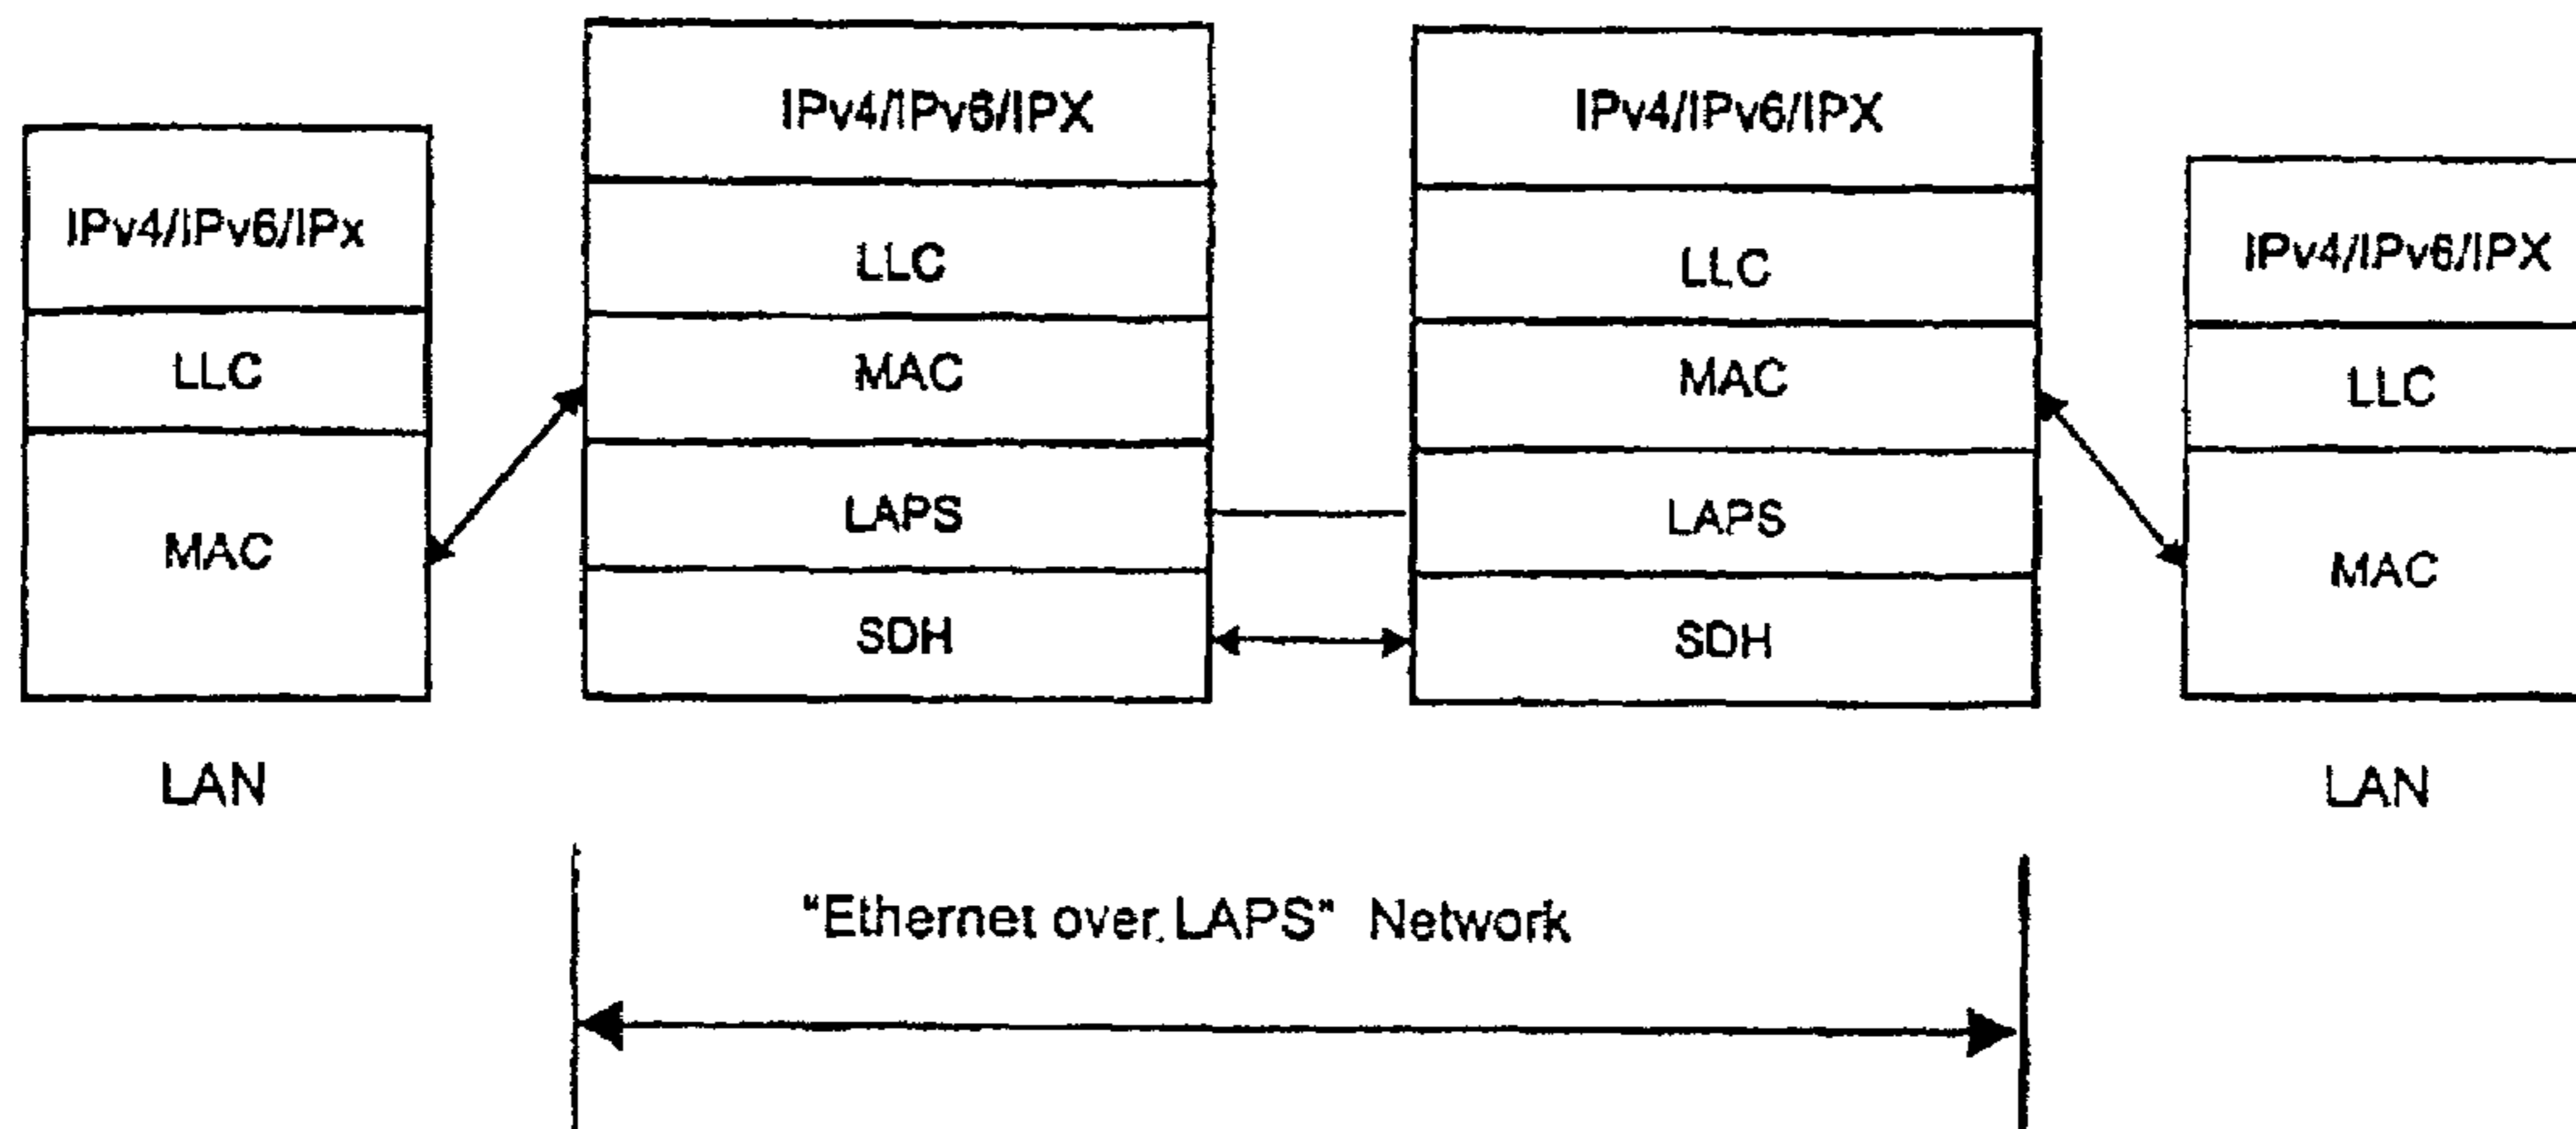 IPv4/IPv6/IPx
LLC
MAC
LAN
IPv4/IPv6/IPX
LLC
MAC
LAPS
SDH
IPv4/IPv6/IPX
LLC
MAC
LAPS
SDH
IPv4/IPv6/IPX
LLC
MAC
LAN
"Ethernet over LAPS" Network